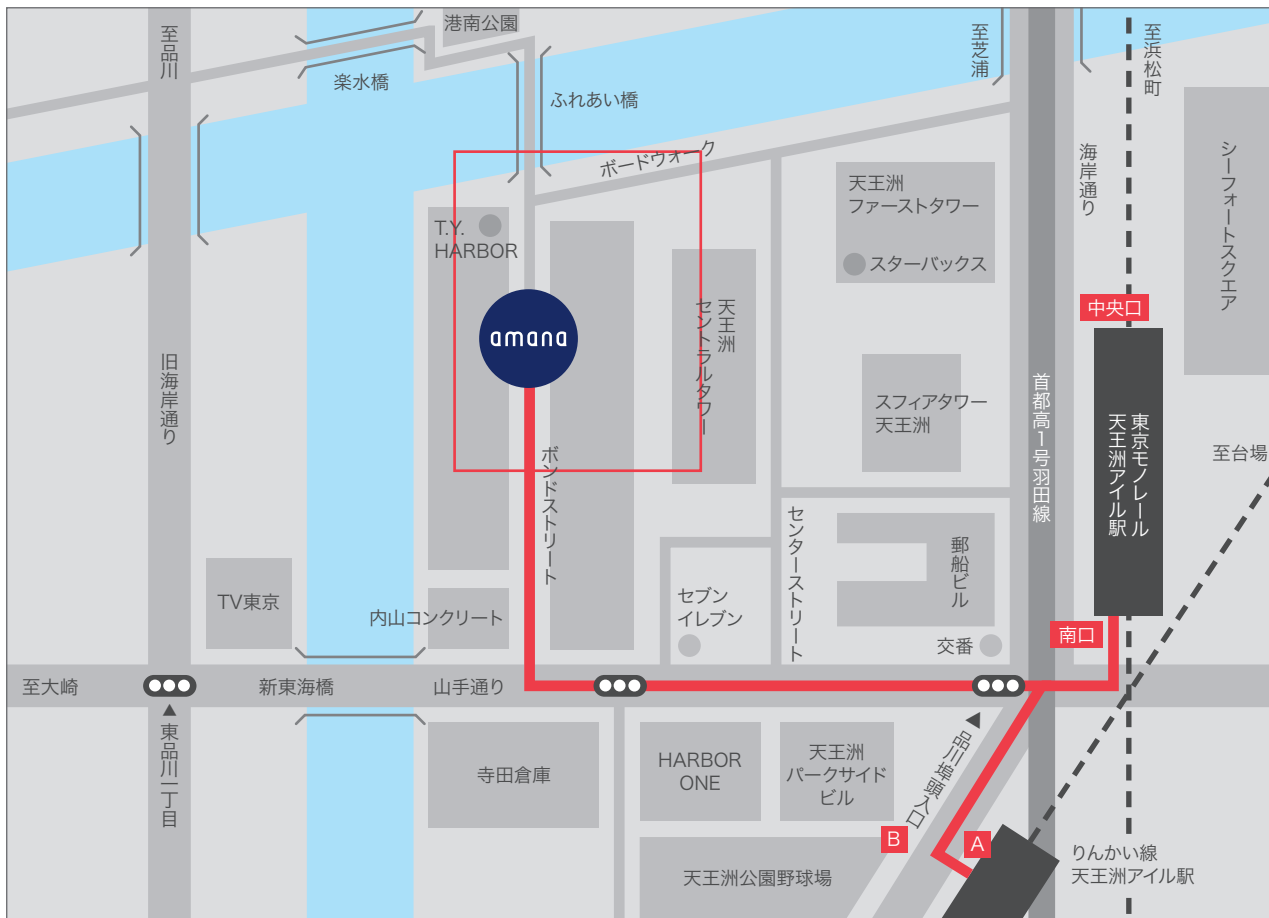 至品川
港南公園
楽水橋
ふれあい橋
至芝浦
至浜松町
ボードウォーク
海岸通り
シーフォートスクエア
天王洲
ファーストタワー
スターバックス
T.Y.
HARBOR
amana
天王洲
セントラルタワー
中央口
旧海岸通り
スフィアタワー
天王洲
首都高1号羽田線
東京モノレール
天王洲アイル駅
至台場
ボンドストリート
センターストリート
郵船ビル
TV東京
内山コンクリート
セブン
イレブン
交番
南口
至大崎
新東海橋
山手通り
▲東品川一丁目
寺田倉庫
HARBOR
ONE
天王洲
パークサイド
ビル
▲品川埠頭入口
B
A
天王洲公園野球場
りんかい線
天王洲アイル駅